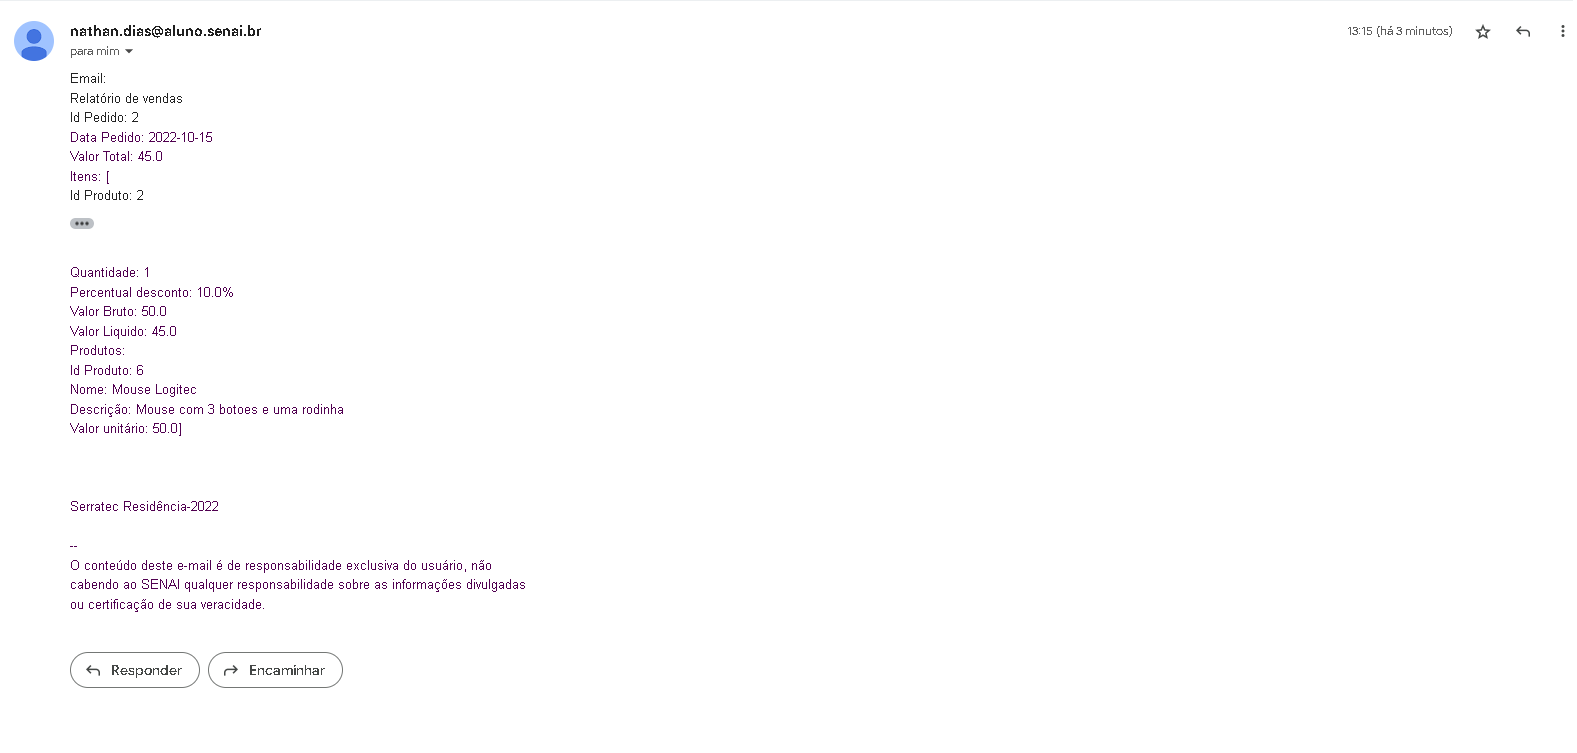 nathan.dias@aluno.senai.br
13:15 (há 3 minutos)
para mim
Email:
Relatório de vendas
Id Pedido: 2
Data Pedido: 2022-10-15
Valor Total: 45.0
Itens: [
Id Produto: 2
Quantidade: 1
Percentual desconto: 10.0%
Valor Bruto: 50.0
Valor Liquido: 45.0
Produtos:
Id Produto: 6
Nome: Mouse Logitec
Descrição: Mouse com 3 botoes e uma rodinha
Valor unitário: 50.0]
Serratec Residência-2022
--
O conteúdo deste e-mail é de responsabilidade exclusiva do usuário, não
cabendo ao SENAI qualquer responsabilidade sobre as informações divulgadas
ou certificação de sua veracidade.
Responder
Encaminhar